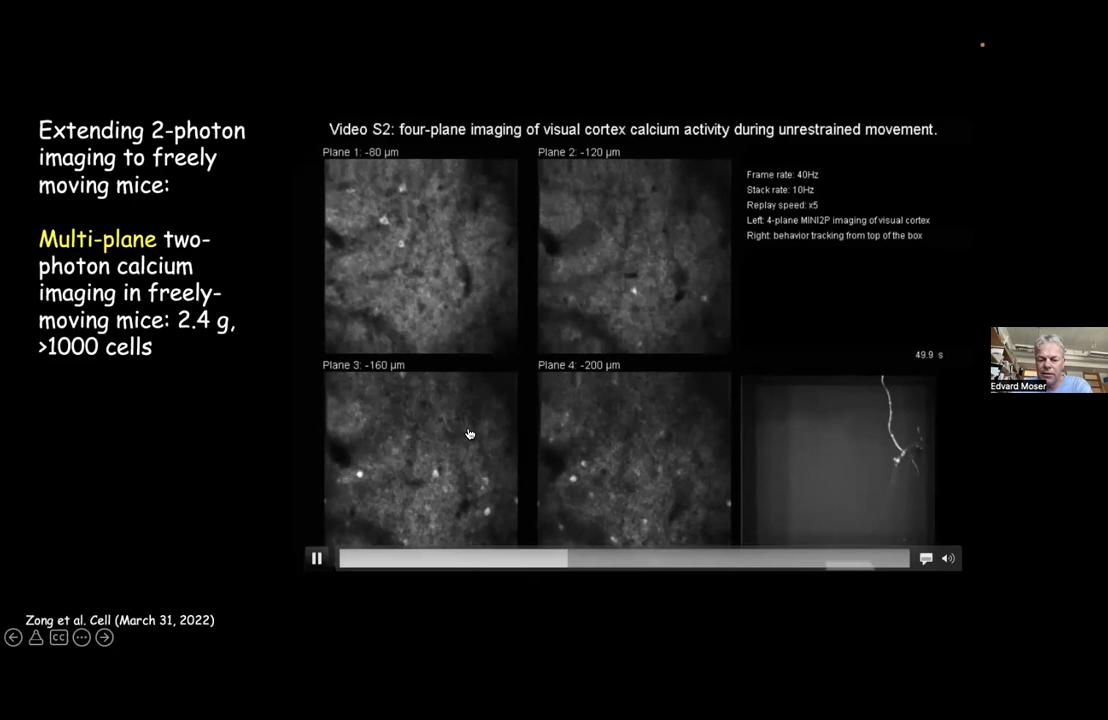 Extending 2-photon
imaging to freely
moving mice:
Multi-plane two-
photon calcium
imaging in freely-
moving mice: 2.4 g,
>1000 cells
Video S2: four-plane imaging of visual cortex calcium activity during unrestrained movement.
Plane 1: -80 μm
Plane 2: -120 μm
Frame rate: 40Hz
Stack rate: 10Hz
Replay speed: x5
Left: 4-plane MINI2P imaging of visual cortex
Right: behavior tracking from top of the box
49.9 s
Plane 3: -160 μm
Plane 4: -200 μm
Edvard Moser
Zong et al. Cell (March 31, 2022)
CC